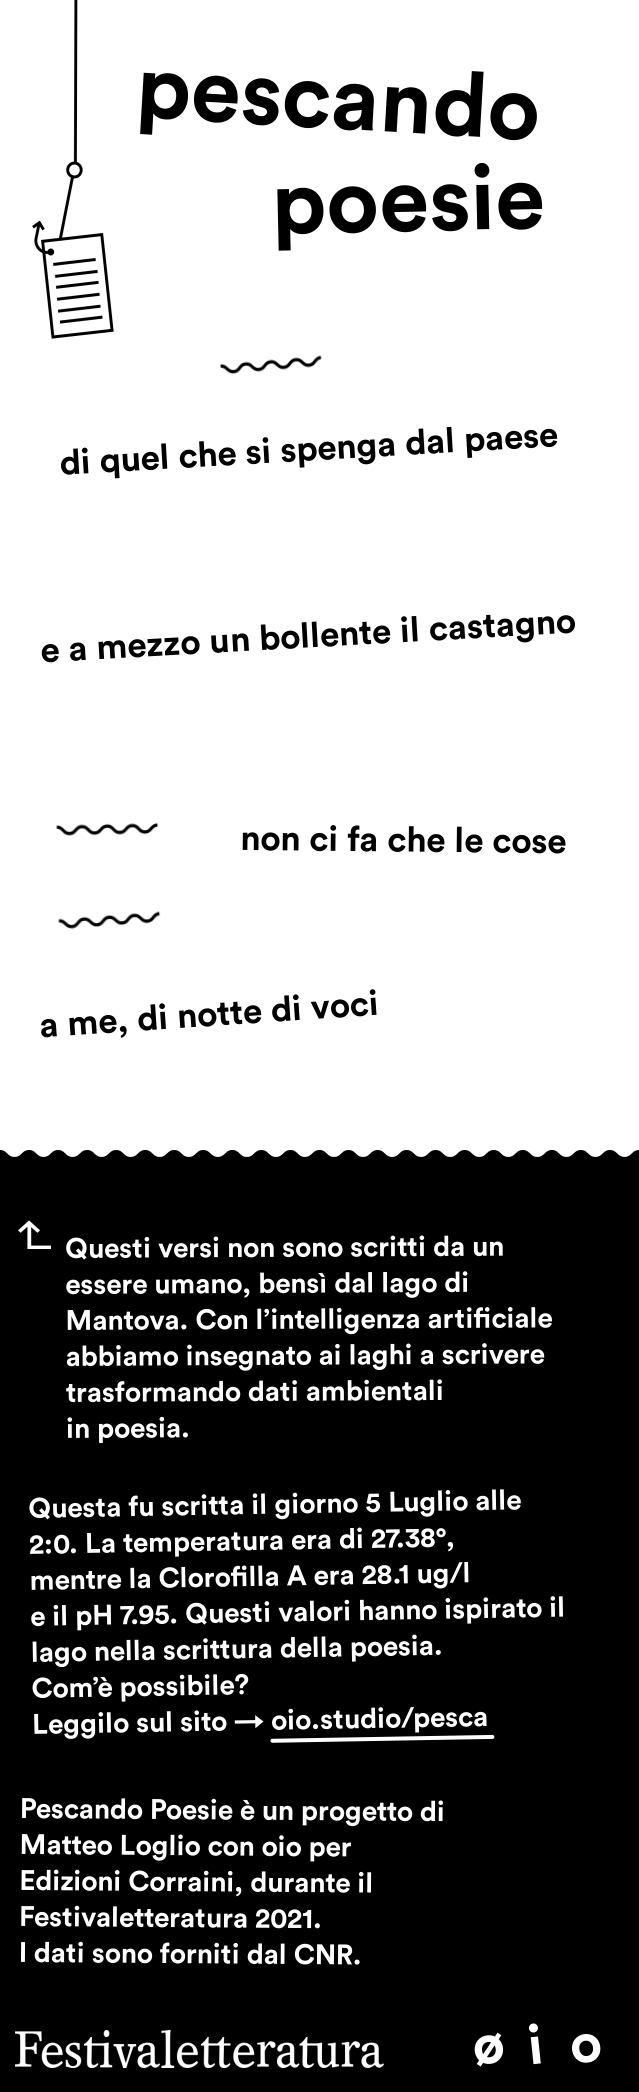 pescando
poesie
di quel che si spenga dal paese
e a mezzo un bollente il castagno
non ci fa che le cose
a me, di notte di voci
Questi versi non sono scritti da un
essere umano, bensì dal lago di
Mantova. Con l'intelligenza artificiale
abbiamo insegnato ai laghi a scrivere
trasformando dati ambientali
in poesia.
Questa fu scritta il giorno 5 Luglio alle
2:0. La temperatura era di 27.38°,
mentre la Clorofilla A era 28.1 ug/l
e il pH 7.95. Questi valori hanno ispirato il
lago nella scrittura della poesia.
Com'è possibile?
Leggilo sul sito → oio.studio/pesca
Pescando Poesie è un progetto di
Matteo Loglio con oio per
Edizioni Corraini, durante il
Festivaletteratura 2021.
I dati sono forniti dal CNR.
Festivaletteratura
ø i o